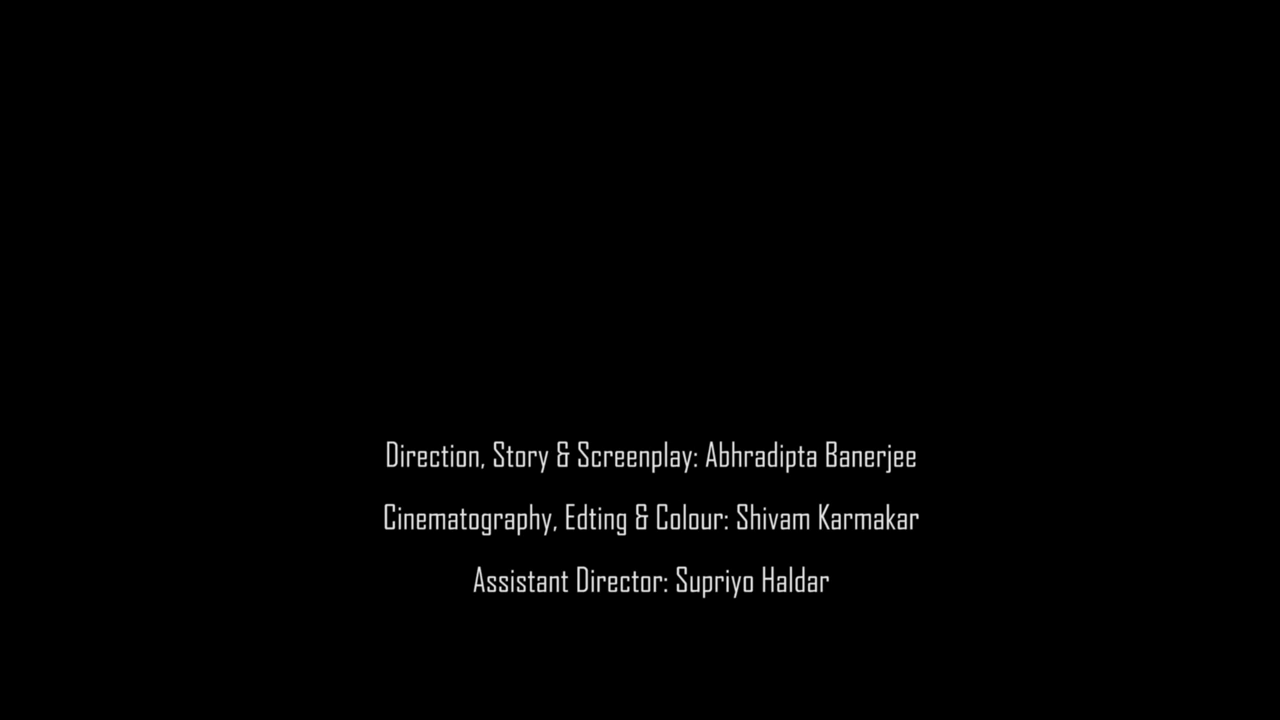 Direction, Story & Screenplay: Abhradipta Banerjee
Cinematography, Edting & Colour: Shivam Karmakar
Assistant Director: Supriyo Haldar